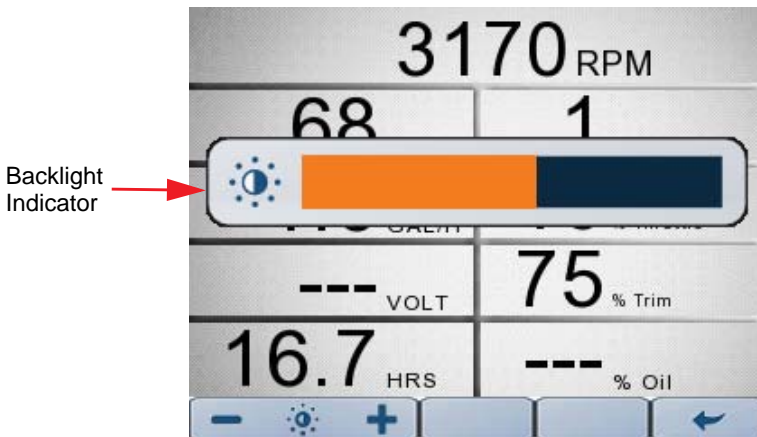 3170 RPM
68
1
Backlight
Indicator
GAL/H
--- VOLT
75 % Trim
16.7 HRS
--- % Oil